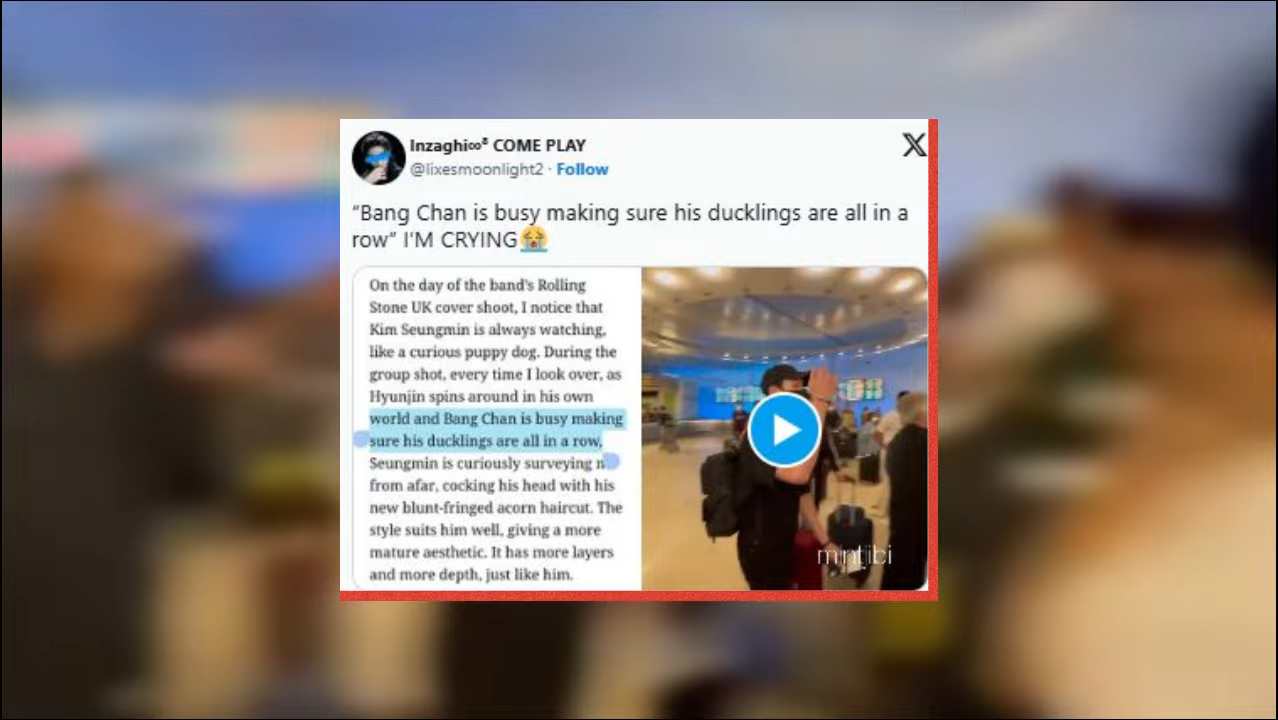 Inzaghi∞⁸ COME PLAY
@lixesmoonlight2 · Follow
“Bang Chan is busy making sure his ducklings are all in a
row” I’M CRYING😭
On the day of the band's Rolling
Stone UK cover shoot, I notice that
Kim Seungmin is always watching,
like a curious puppy dog. During the
group shot, every time I look over, as
Hyunjin spins around in his own
world and Bang Chan is busy making
sure his ducklings are all in a row,
Seungmin is curiously surveying
from afar, cocking his head with his
new blunt-fringed acorn haircut. The
style suits him well, giving a more
mature aesthetic. It has more layers
and more depth, just like him.
mintjibi